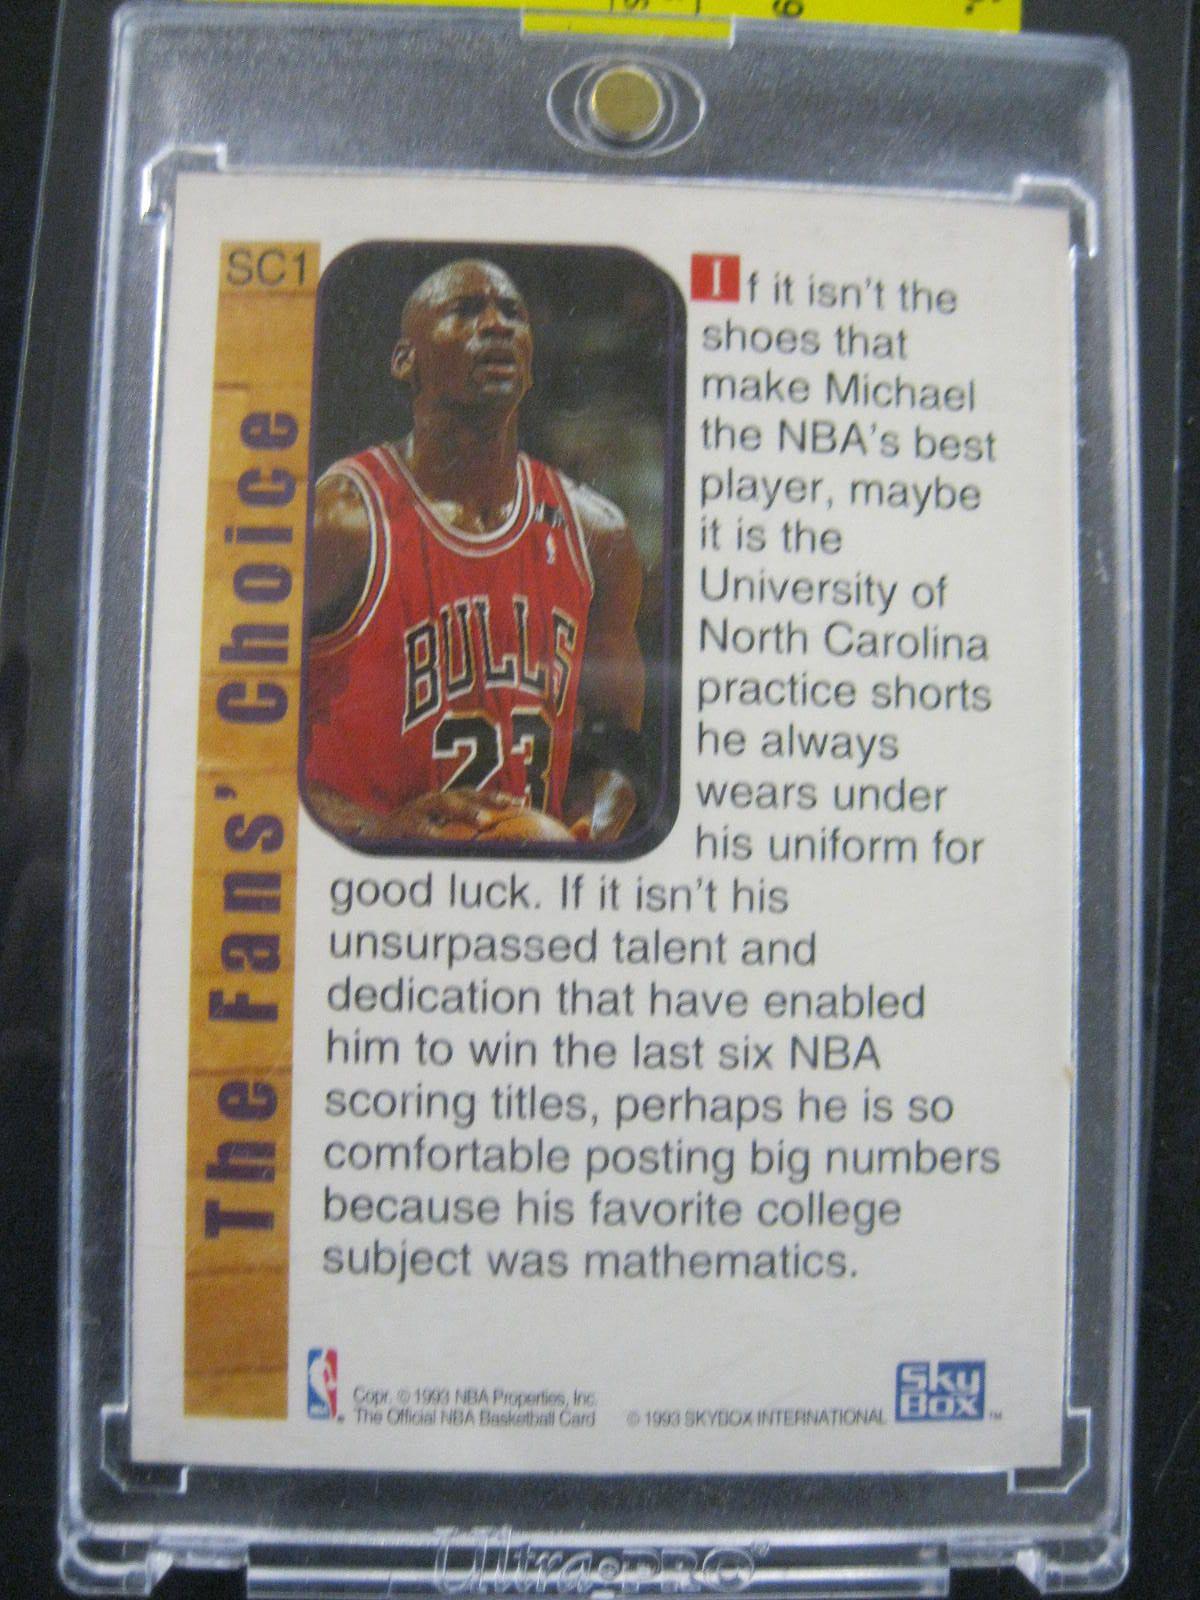 SC1
The Fans' Choice
BULLS
23
If it isn't the
shoes that
make Michael
the NBA's best
player, maybe
it is the
University of
North Carolina
practice shorts
he always
wears under
his uniform for
good luck. If it isn't his
unsurpassed talent and
dedication that have enabled
him to win the last six NBA
scoring titles, perhaps he is so
comfortable posting big numbers
because his favorite college
subject was mathematics.
Copr. © 1993 NBA Properties, Inc.
The Official NBA Basketball Card
© 1993 SKYBOX INTERNATIONAL
SkyBox™
Ultra•PRO